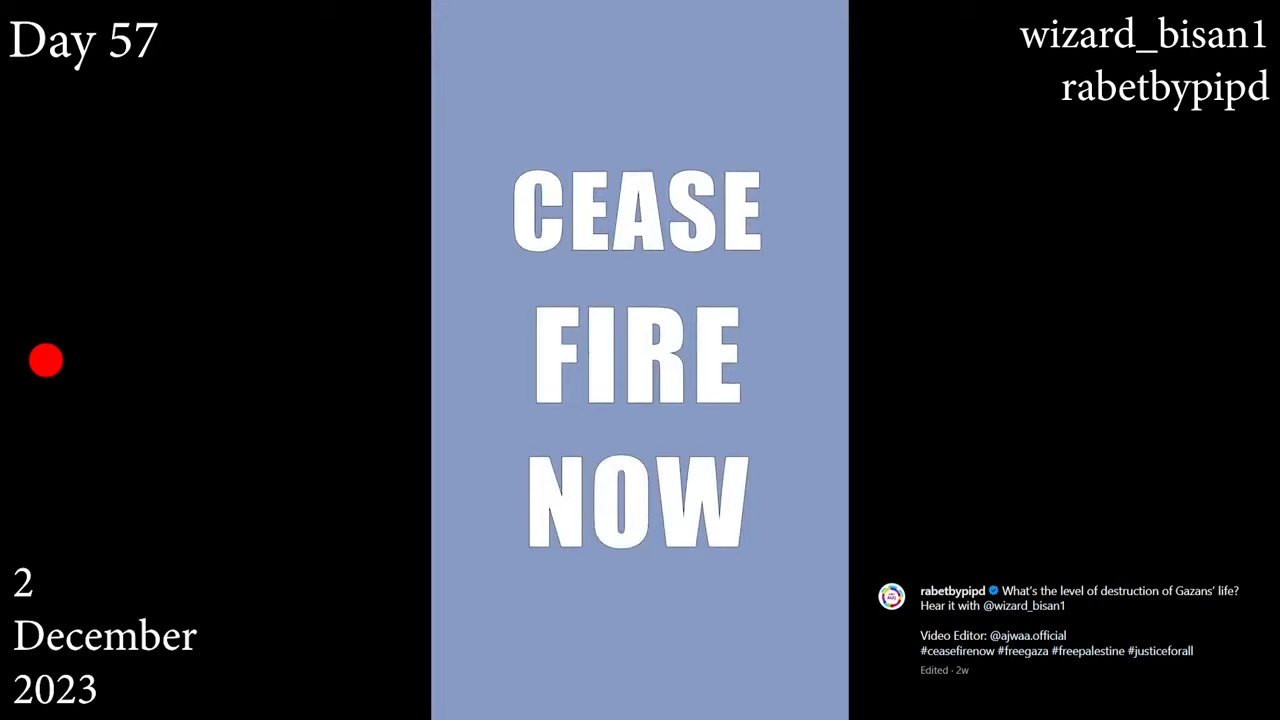 Day 57
wizard_bisan1
rabetbypipd
CEASE
FIRE
NOW
2
December
2023
rabetbypipd What's the level of destruction of Gazans' life?
Hear it with @wizard_bisan1
Video Editor: @ajwaa.official
#ceasefirenow #freegaza #freepalestine #justiceforall
Edited · 2w